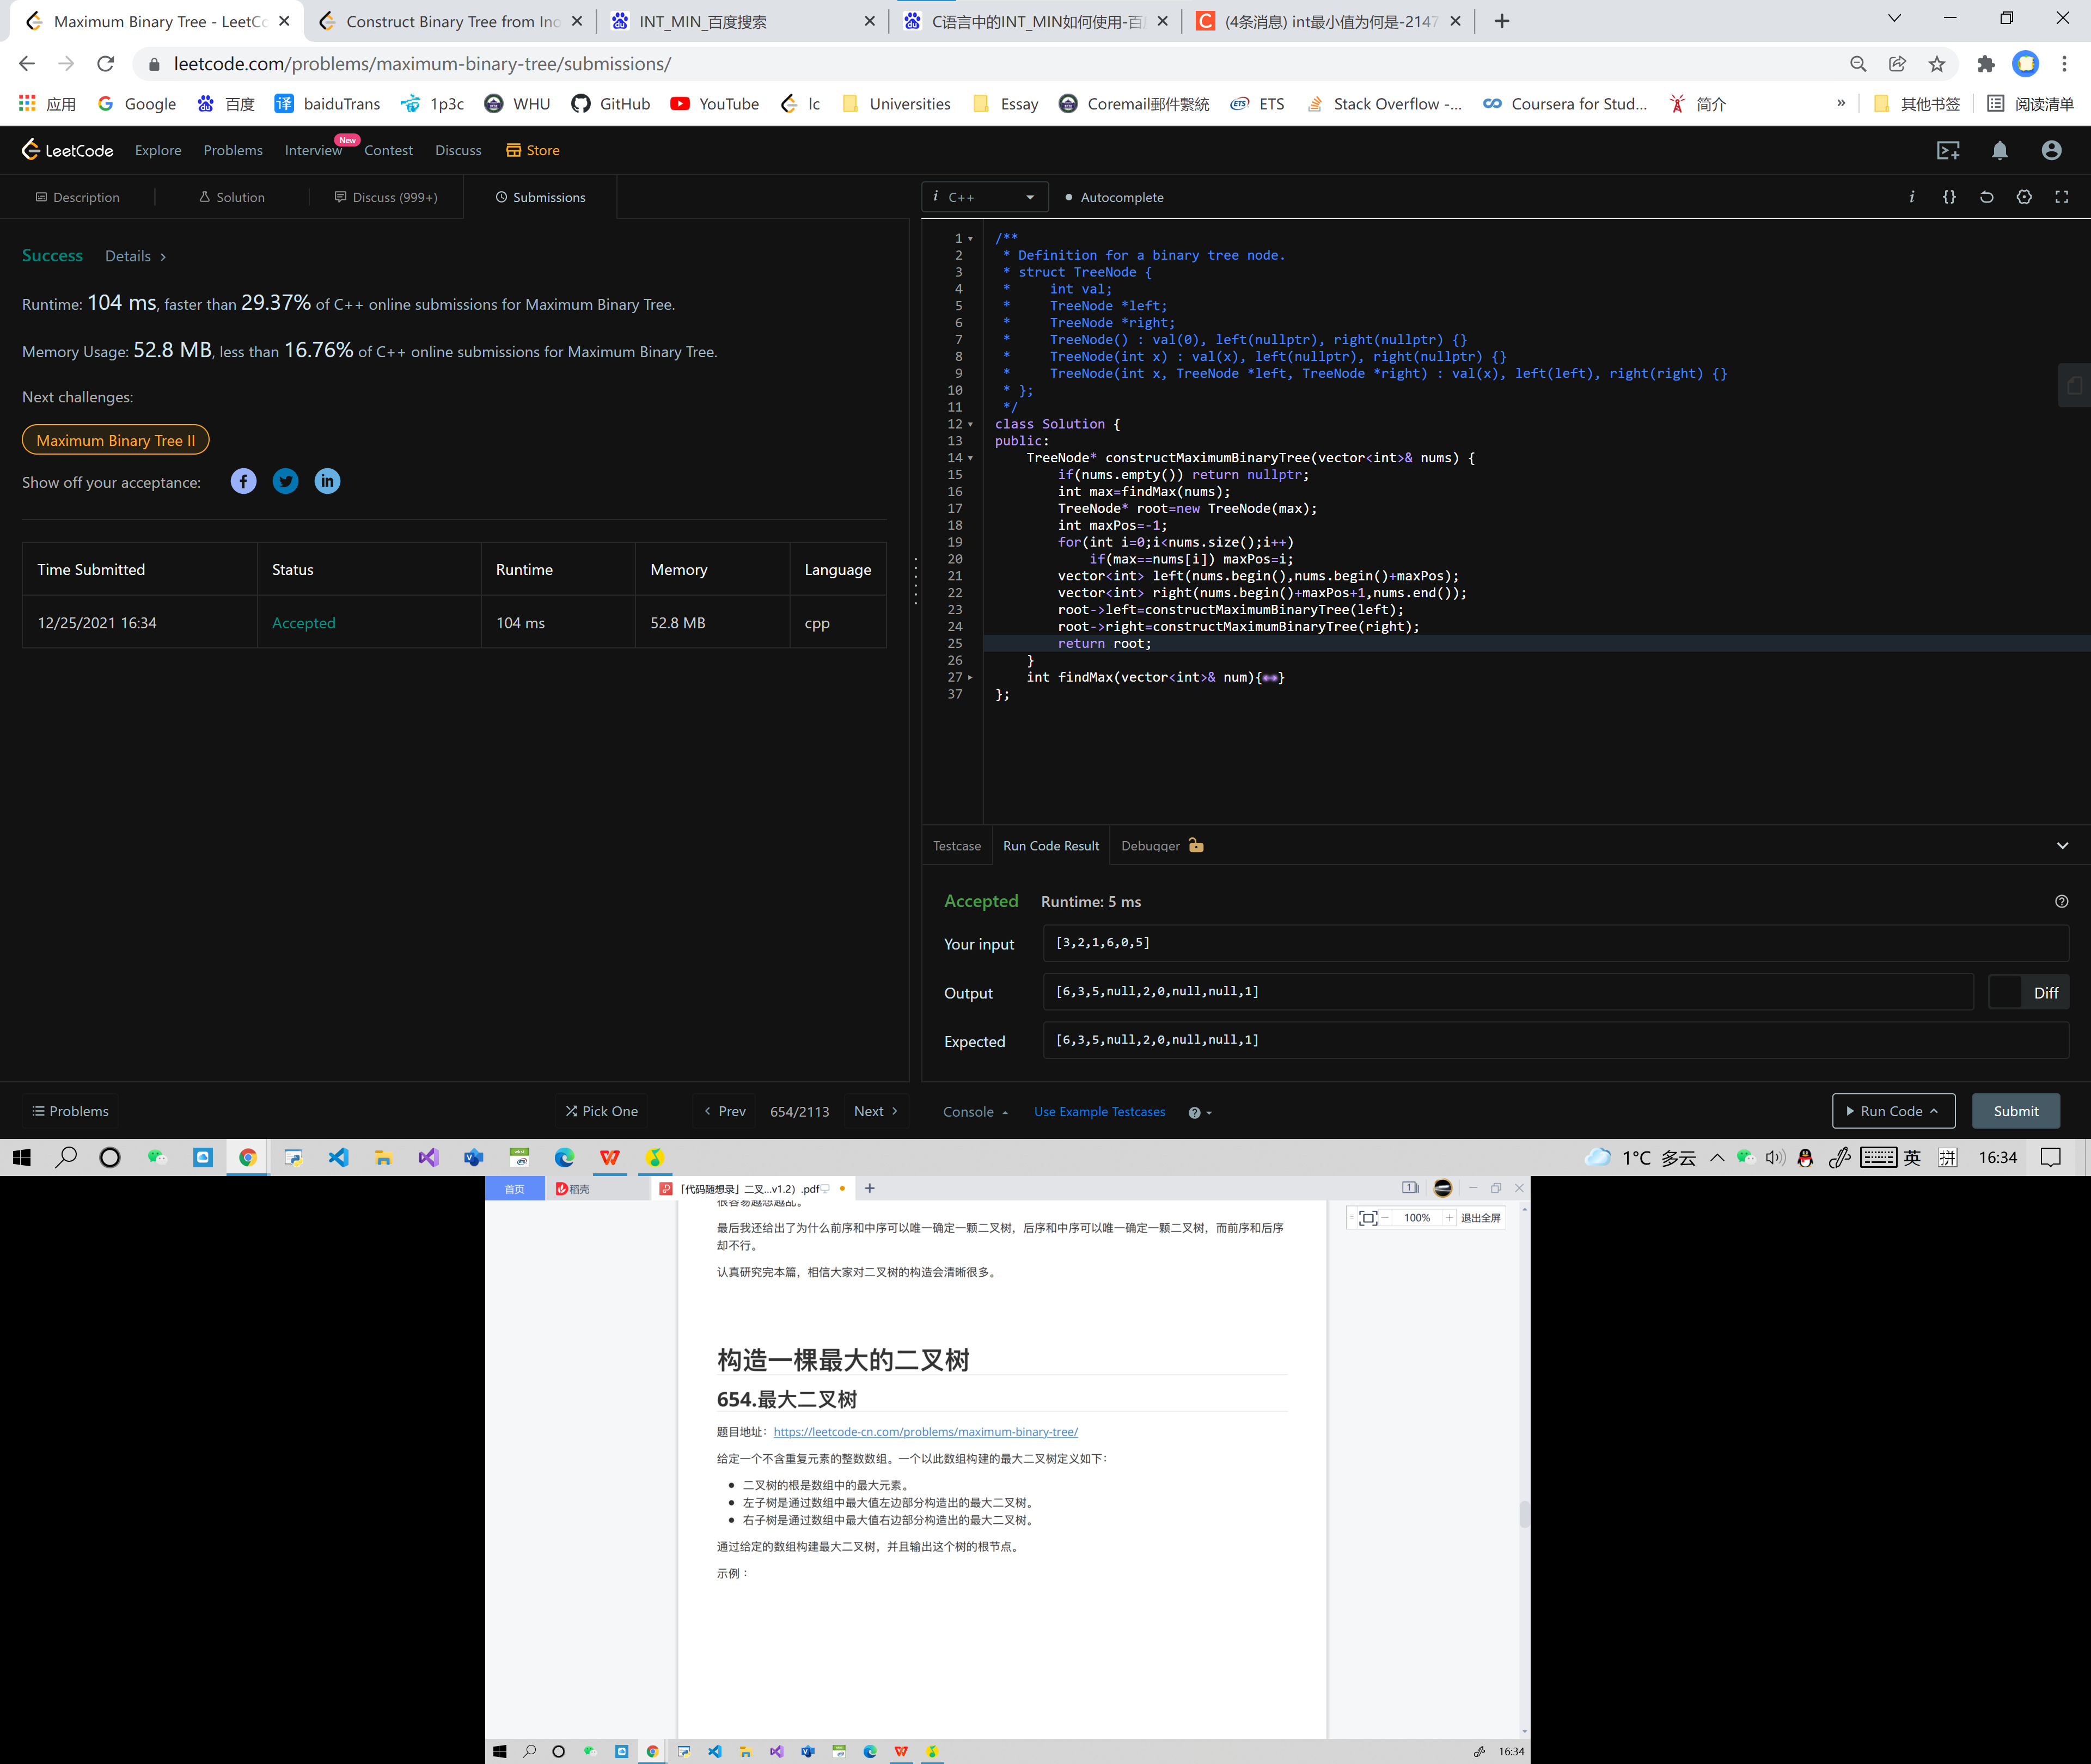 Maximum Binary Tree - LeetCo
Construct Binary Tree from Ino
INT_MIN_百度搜索
C语言中的INT_MIN如何使用-百
(4条消息) int最小值为何是-2147
leetcode.com/problems/maximum-binary-tree/submissions/
应用 Google 百度 baiduTrans 1p3c WHU GitHub YouTube lc Universities Essay Coremail郵件繫統 ETS Stack Overflow -... Coursera for Stud... 简介 » 其他书签 阅读清单
LeetCode Explore Problems Interview New Contest Discuss Store
Description Solution Discuss (999+) Submissions
Success Details >
Runtime: 104 ms, faster than 29.37% of C++ online submissions for Maximum Binary Tree.
Memory Usage: 52.8 MB, less than 16.76% of C++ online submissions for Maximum Binary Tree.
Next challenges:
Maximum Binary Tree II
Show off your acceptance:
Time Submitted Status Runtime Memory Language
12/25/2021 16:34 Accepted 104 ms 52.8 MB cpp
i C++ Autocomplete
1 /**
2 * Definition for a binary tree node.
3 * struct TreeNode {
4 *     int val;
5 *     TreeNode *left;
6 *     TreeNode *right;
7 *     TreeNode() : val(0), left(nullptr), right(nullptr) {}
8 *     TreeNode(int x) : val(x), left(nullptr), right(nullptr) {}
9 *     TreeNode(int x, TreeNode *left, TreeNode *right) : val(x), left(left), right(right) {}
10 * };
11 */
12 class Solution {
13 public:
14     TreeNode* constructMaximumBinaryTree(vector<int>& nums) {
15         if(nums.empty()) return nullptr;
16         int max=findMax(nums);
17         TreeNode* root=new TreeNode(max);
18         int maxPos=-1;
19         for(int i=0;i<nums.size();i++)
20             if(max==nums[i]) maxPos=i;
21         vector<int> left(nums.begin(),nums.begin()+maxPos);
22         vector<int> right(nums.begin()+maxPos+1,nums.end());
23         root->left=constructMaximumBinaryTree(left);
24         root->right=constructMaximumBinaryTree(right);
25         return root;
26     }
27     int findMax(vector<int>& num){↔}
37 };
Testcase Run Code Result Debugger
Accepted Runtime: 5 ms
Your input [3,2,1,6,0,5]
Output [6,3,5,null,2,0,null,null,1] Diff
Expected [6,3,5,null,2,0,null,null,1]
Problems Pick One < Prev 654/2113 Next >
Console Use Example Testcases Run Code Submit
1°C 多云 英 拼 16:34
首页 稻壳 「代码随想录」二叉...v1.2）.pdf
100% 退出全屏
很容易越想越乱。
最后我还给出了为什么前序和中序可以唯一确定一颗二叉树，后序和中序可以唯一确定一颗二叉树，而前序和后序
却不行。
认真研究完本篇，相信大家对二叉树的构造会清晰很多。
构造一棵最大的二叉树
654.最大二叉树
题目地址：https://leetcode-cn.com/problems/maximum-binary-tree/
给定一个不含重复元素的整数数组。一个以此数组构建的最大二叉树定义如下：
二叉树的根是数组中的最大元素。
左子树是通过数组中最大值左边部分构造出的最大二叉树。
右子树是通过数组中最大值右边部分构造出的最大二叉树。
通过给定的数组构建最大二叉树，并且输出这个树的根节点。
示例 ：
16:34